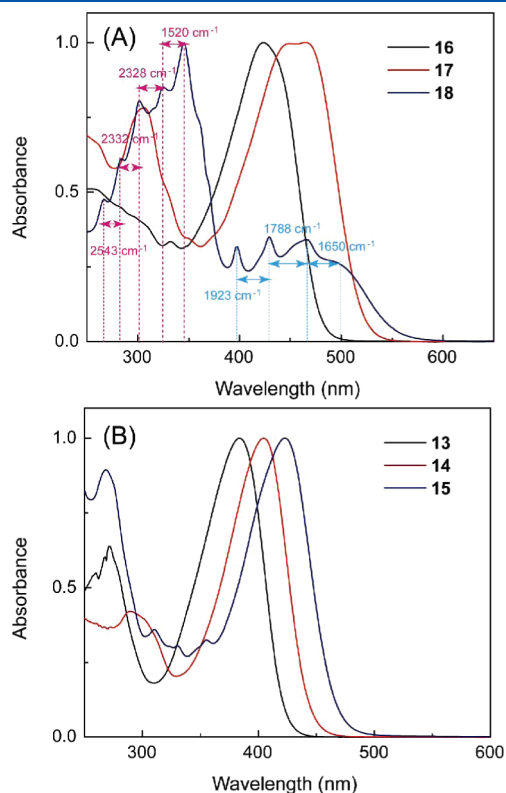 (A)
1520 cm⁻¹
16
17
18
2328 cm⁻¹
2332 cm⁻¹
2543 cm⁻¹
1788 cm⁻¹
1650 cm⁻¹
1923 cm⁻¹
1.0
0.5
0.0
Absorbance
300 400 500 600
Wavelength (nm)
(B)
13
14
15
1.0
0.5
0.0
Absorbance
300 400 500 600
Wavelength (nm)